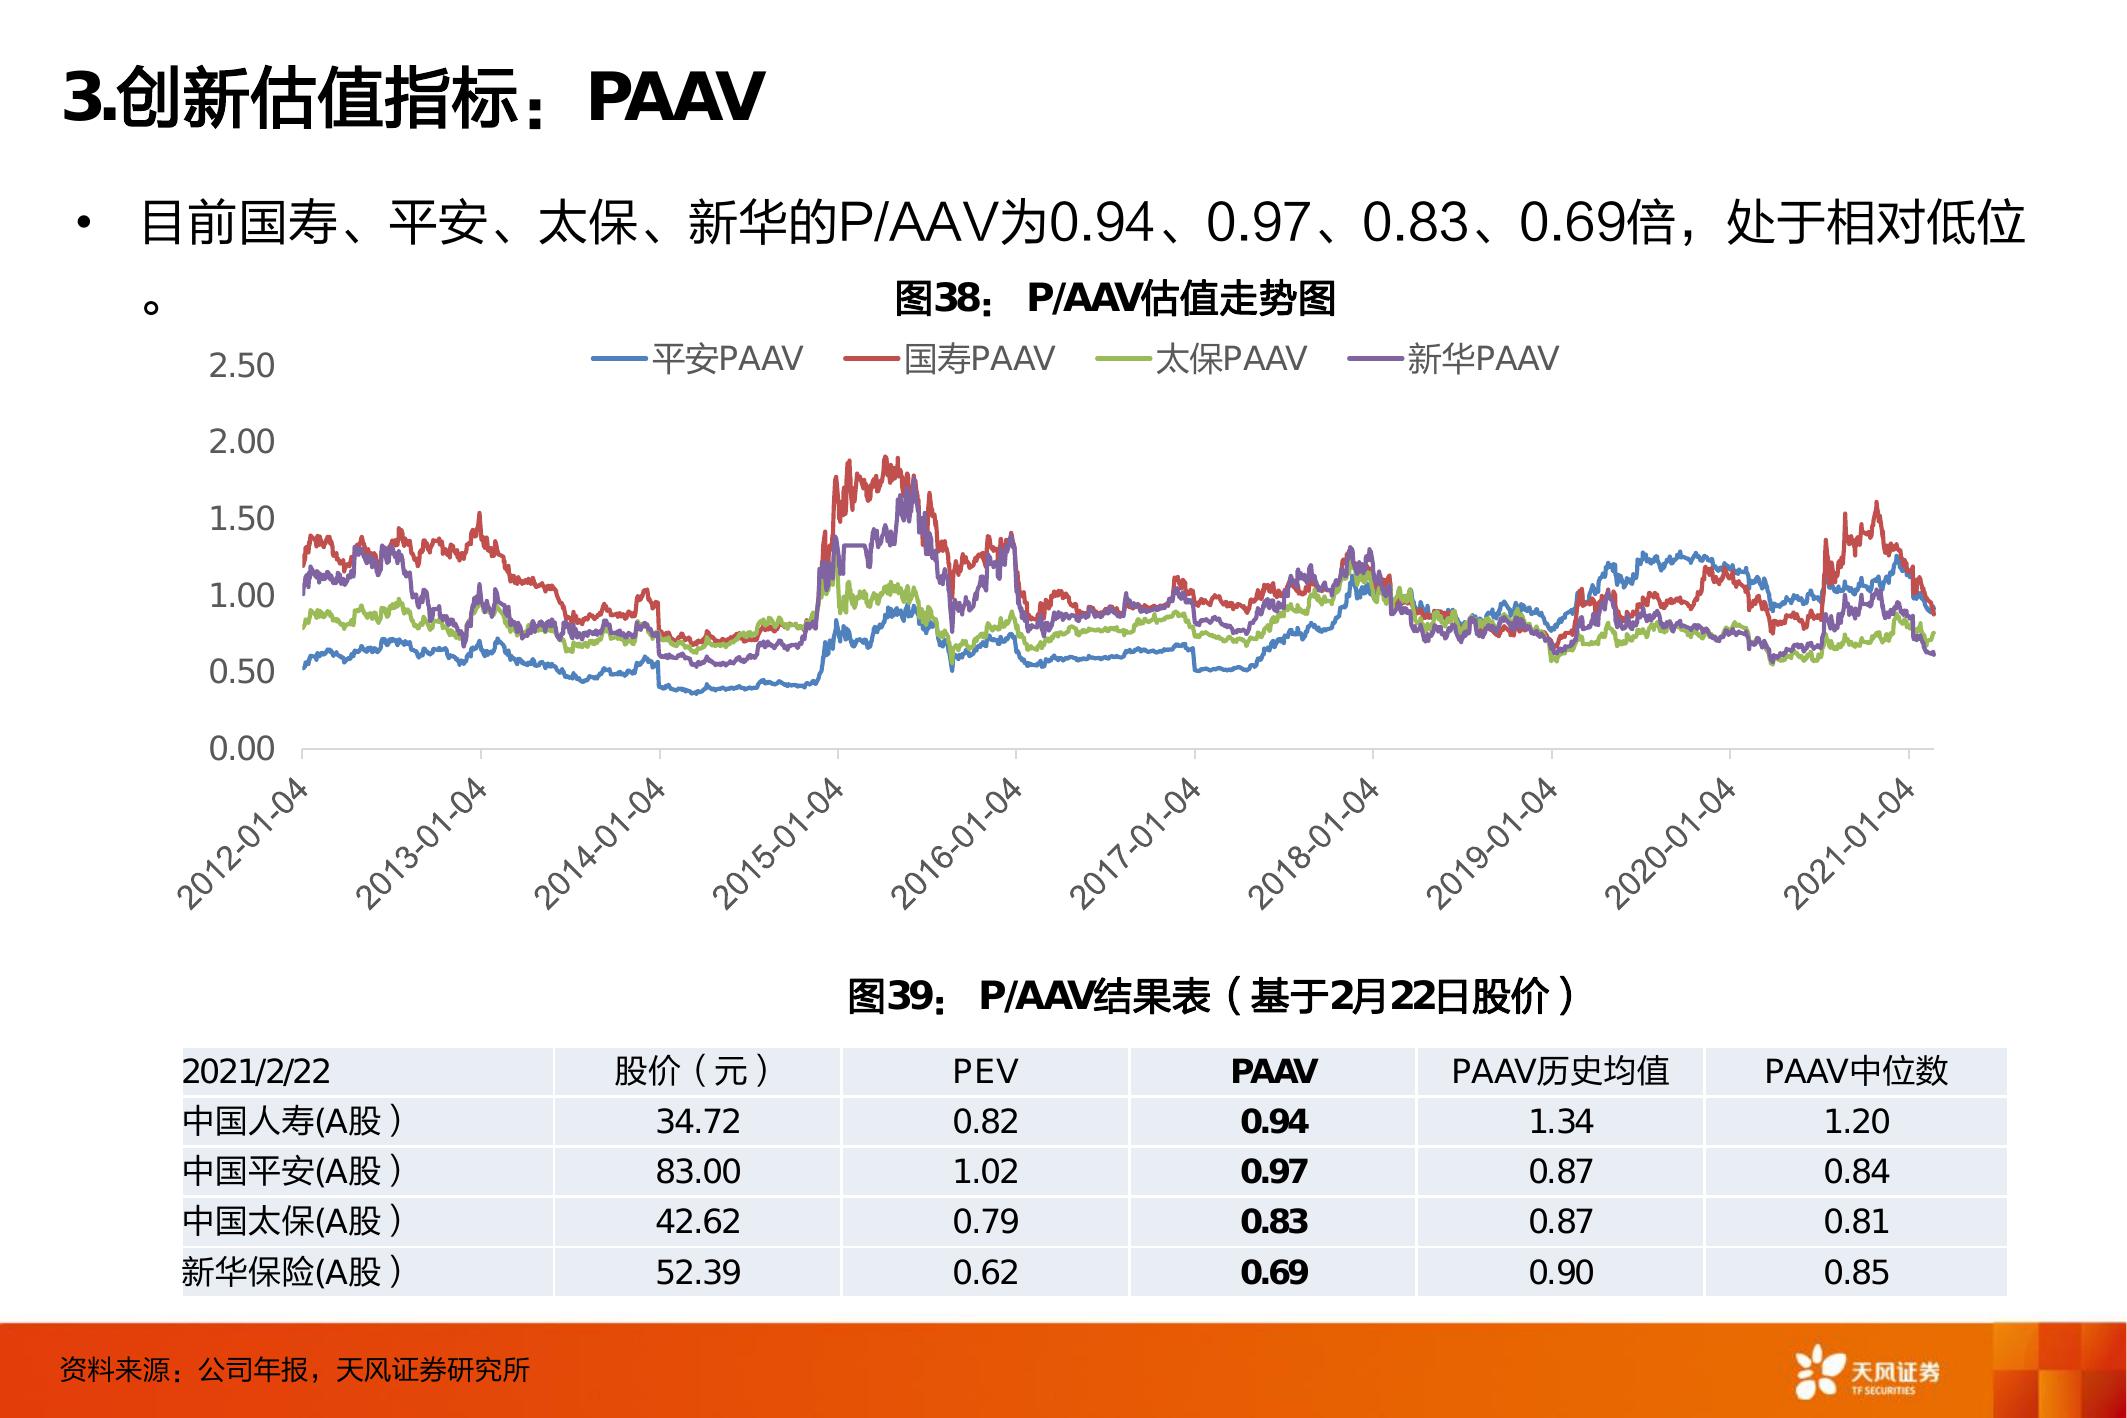 3.创新估值指标：PAAV
• 目前国寿、平安、太保、新华的P/AAV为0.94、0.97、0.83、0.69倍，处于相对低位
。
图38： P/AAV估值走势图
平安PAAV 国寿PAAV 太保PAAV 新华PAAV
2.50
2.00
1.50
1.00
0.50
0.00
2012-01-04 2013-01-04 2014-01-04 2015-01-04 2016-01-04 2017-01-04 2018-01-04 2019-01-04 2020-01-04 2021-01-04
图39： P/AAV结果表（基于2月22日股价）
2021/2/22 股价（元） PEV PAAV PAAV历史均值 PAAV中位数
中国人寿(A股） 34.72 0.82 0.94 1.34 1.20
中国平安(A股） 83.00 1.02 0.97 0.87 0.84
中国太保(A股） 42.62 0.79 0.83 0.87 0.81
新华保险(A股） 52.39 0.62 0.69 0.90 0.85
资料来源：公司年报，天风证券研究所
天风证券
TF SECURITIES